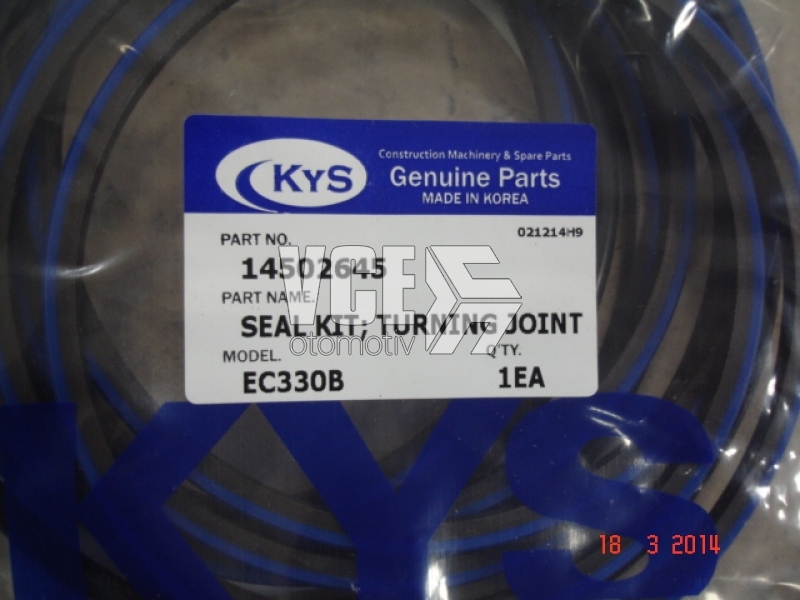 KYS
Construction Machinery & Spare Parts
Genuine Parts
MADE IN KOREA
021214H9
PART NO.
14502645
PART NAME.
SEAL KIT; TURNING JOINT
MODEL.
Q'TY.
EC330B
1EA
VCE
otomotiv
KYS
18 3 2014